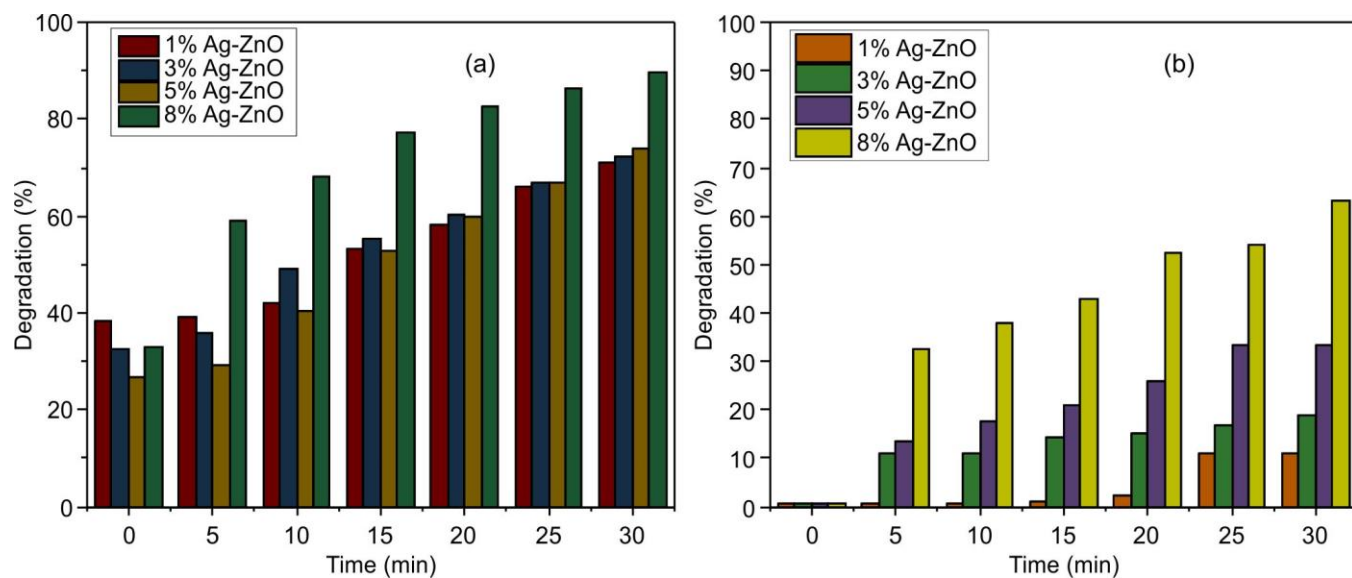 100
80
60
40
20
0
Degradation (%)
1% Ag-ZnO
3% Ag-ZnO
5% Ag-ZnO
8% Ag-ZnO
(a)
0 5 10 15 20 25 30
Time (min)
100
90
80
70
60
50
40
30
20
10
0
Degradation (%)
1% Ag-ZnO
3% Ag-ZnO
5% Ag-ZnO
8% Ag-ZnO
(b)
0 5 10 15 20 25 30
Time (min)